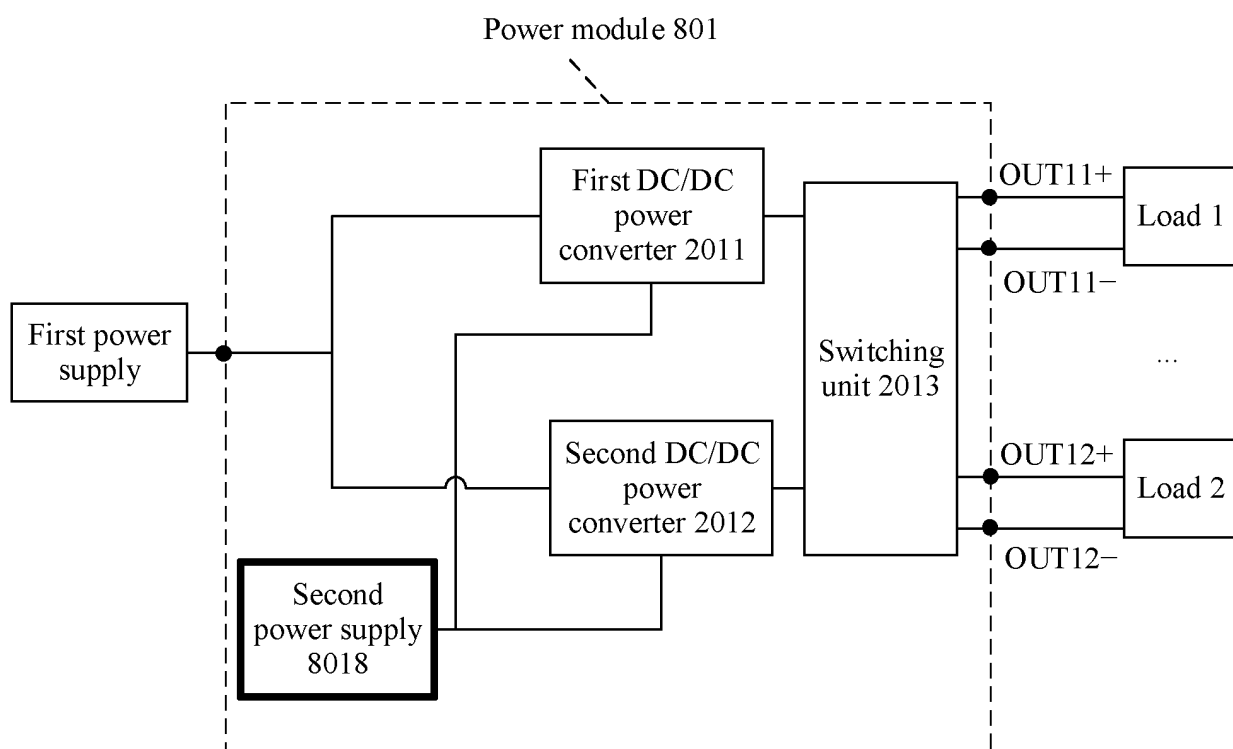 Power module 801
First DC/DC
power
converter 2011
OUT11+
Load 1
OUT11−
First power
supply
Switching
unit 2013
...
Second DC/DC
power
converter 2012
OUT12+
Load 2
OUT12−
Second
power supply
8018